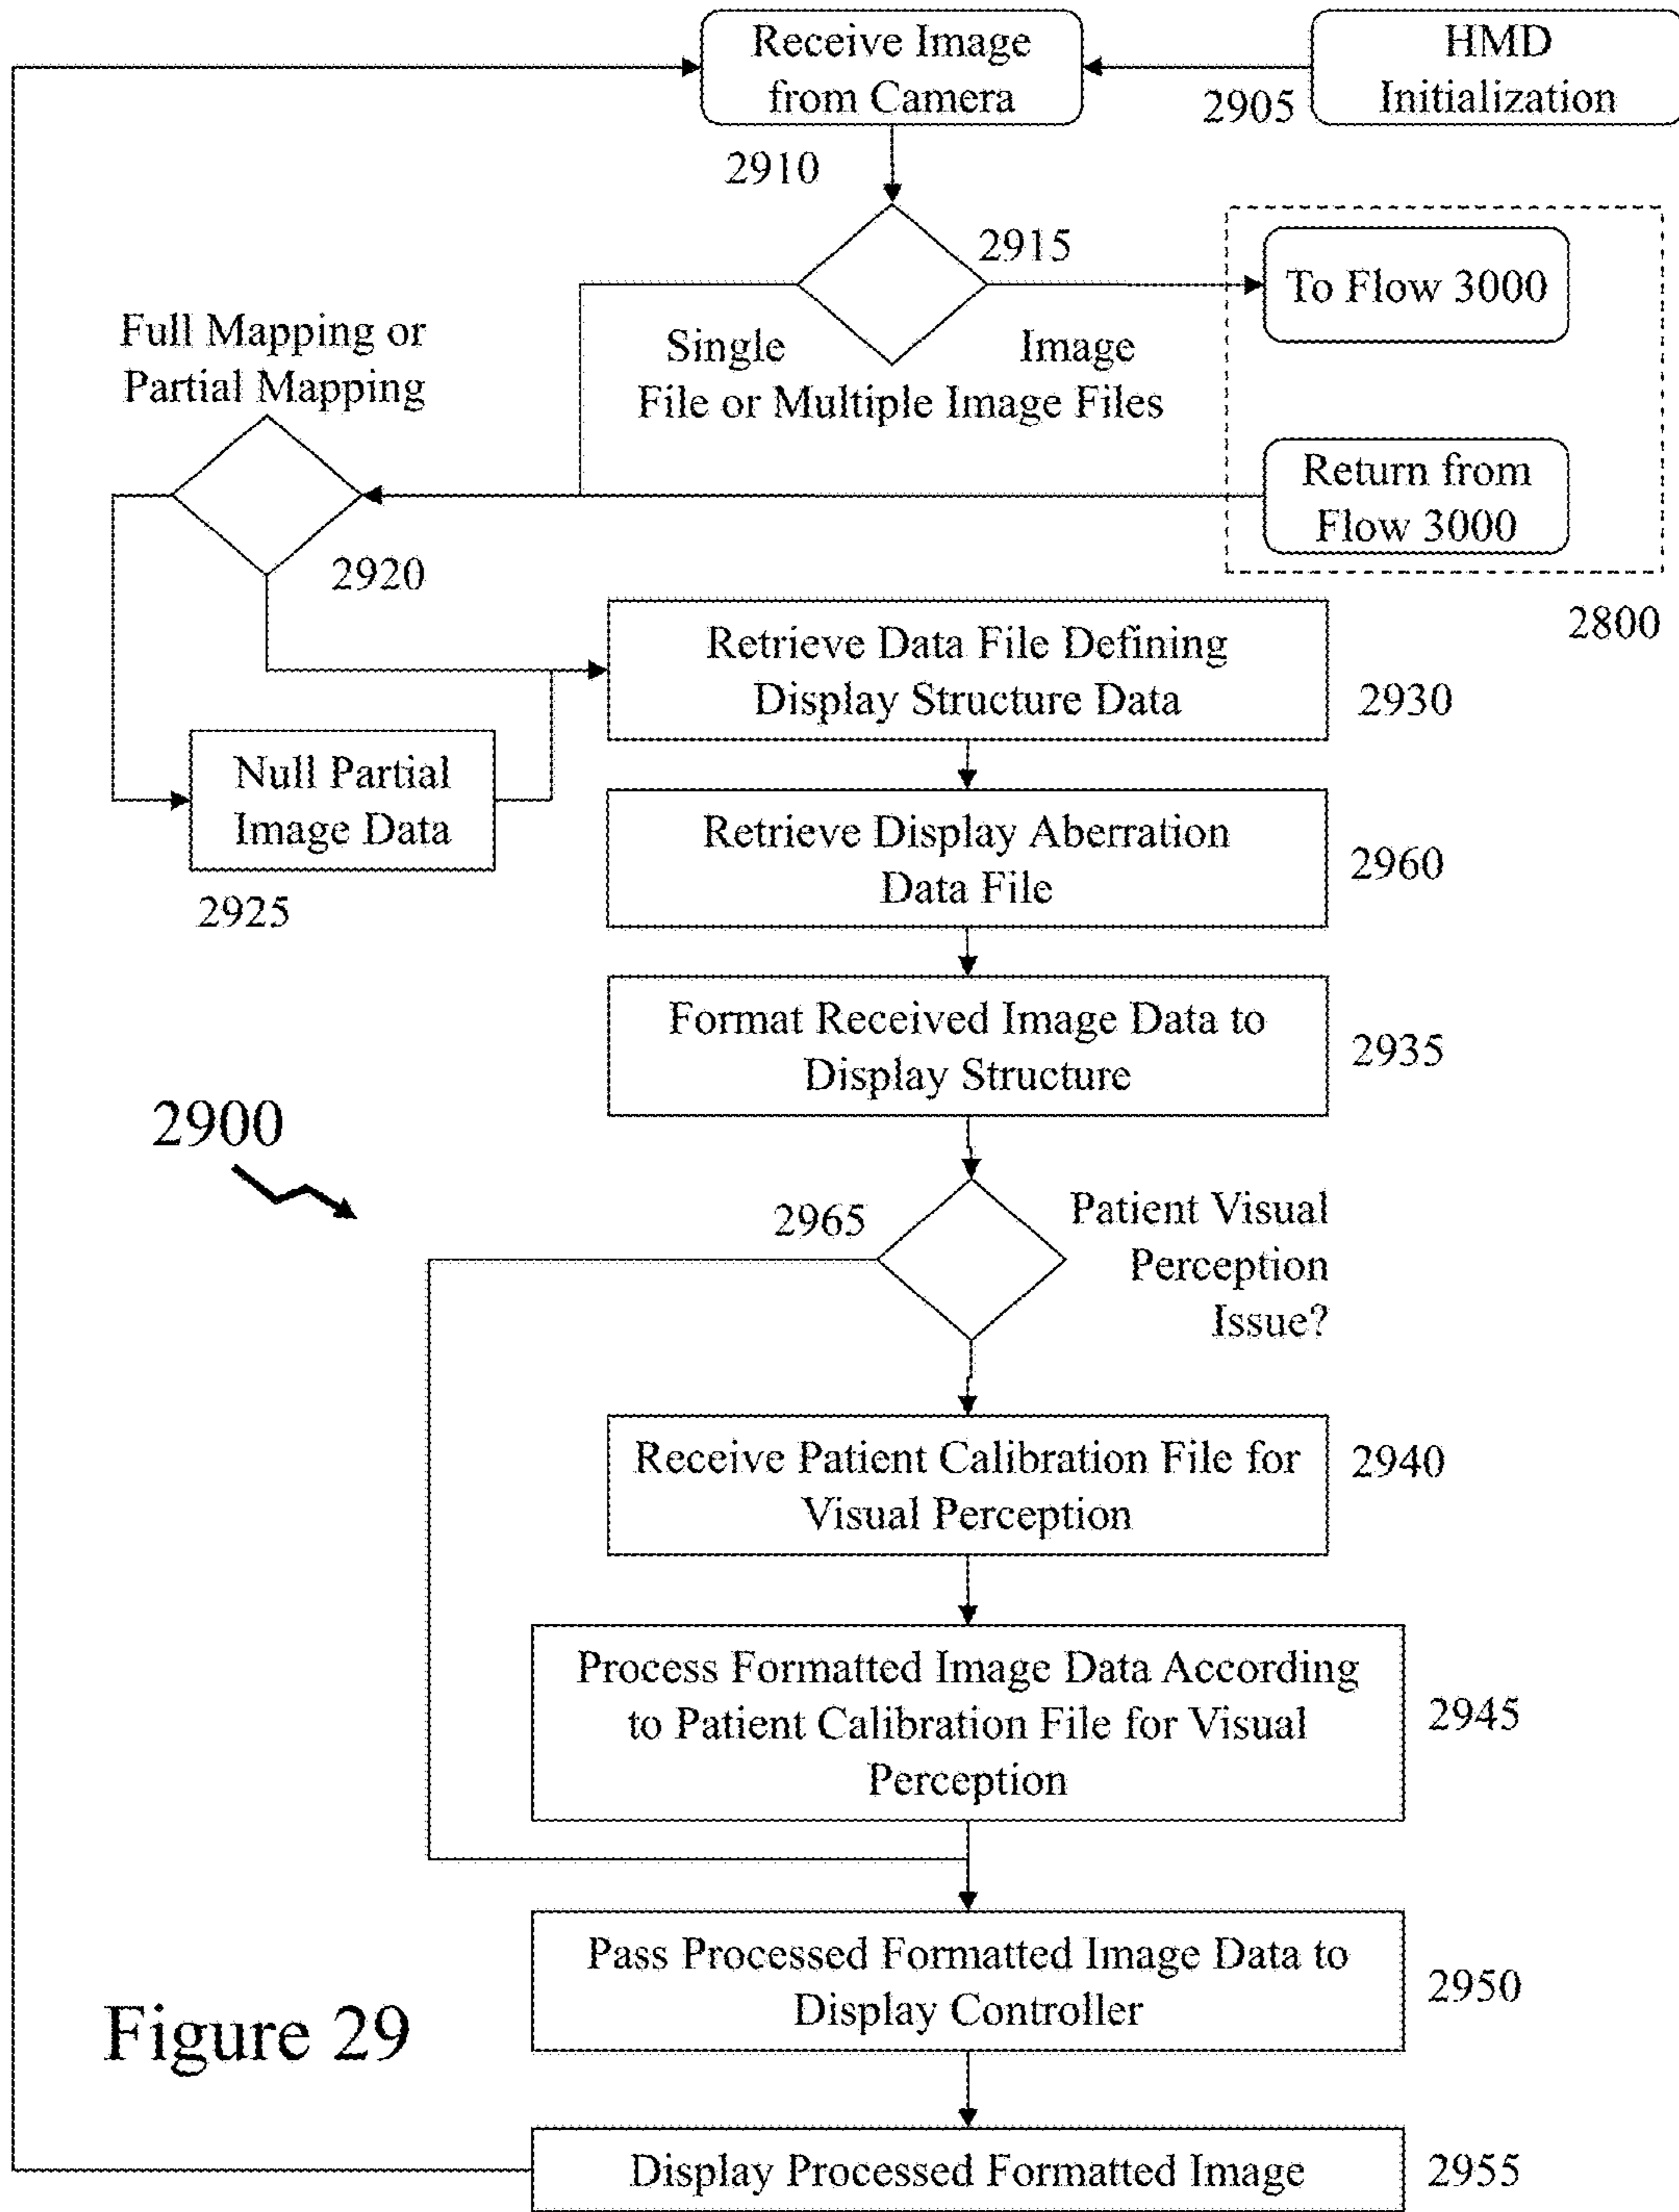 Receive Image
from Camera
HMD
Initialization
2905
2910
2915
To Flow 3000
Full Mapping or
Partial Mapping
Single Image
File or Multiple Image Files
Return from
Flow 3000
2920
2800
Retrieve Data File Defining
Display Structure Data
2930
Null Partial
Image Data
2925
Retrieve Display Aberration
Data File
2960
Format Received Image Data to
Display Structure
2935
2900
2965
Patient Visual
Perception
Issue?
Receive Patient Calibration File for
Visual Perception
2940
Process Formatted Image Data According
to Patient Calibration File for Visual
Perception
2945
Pass Processed Formatted Image Data to
Display Controller
2950
Figure 29
Display Processed Formatted Image
2955